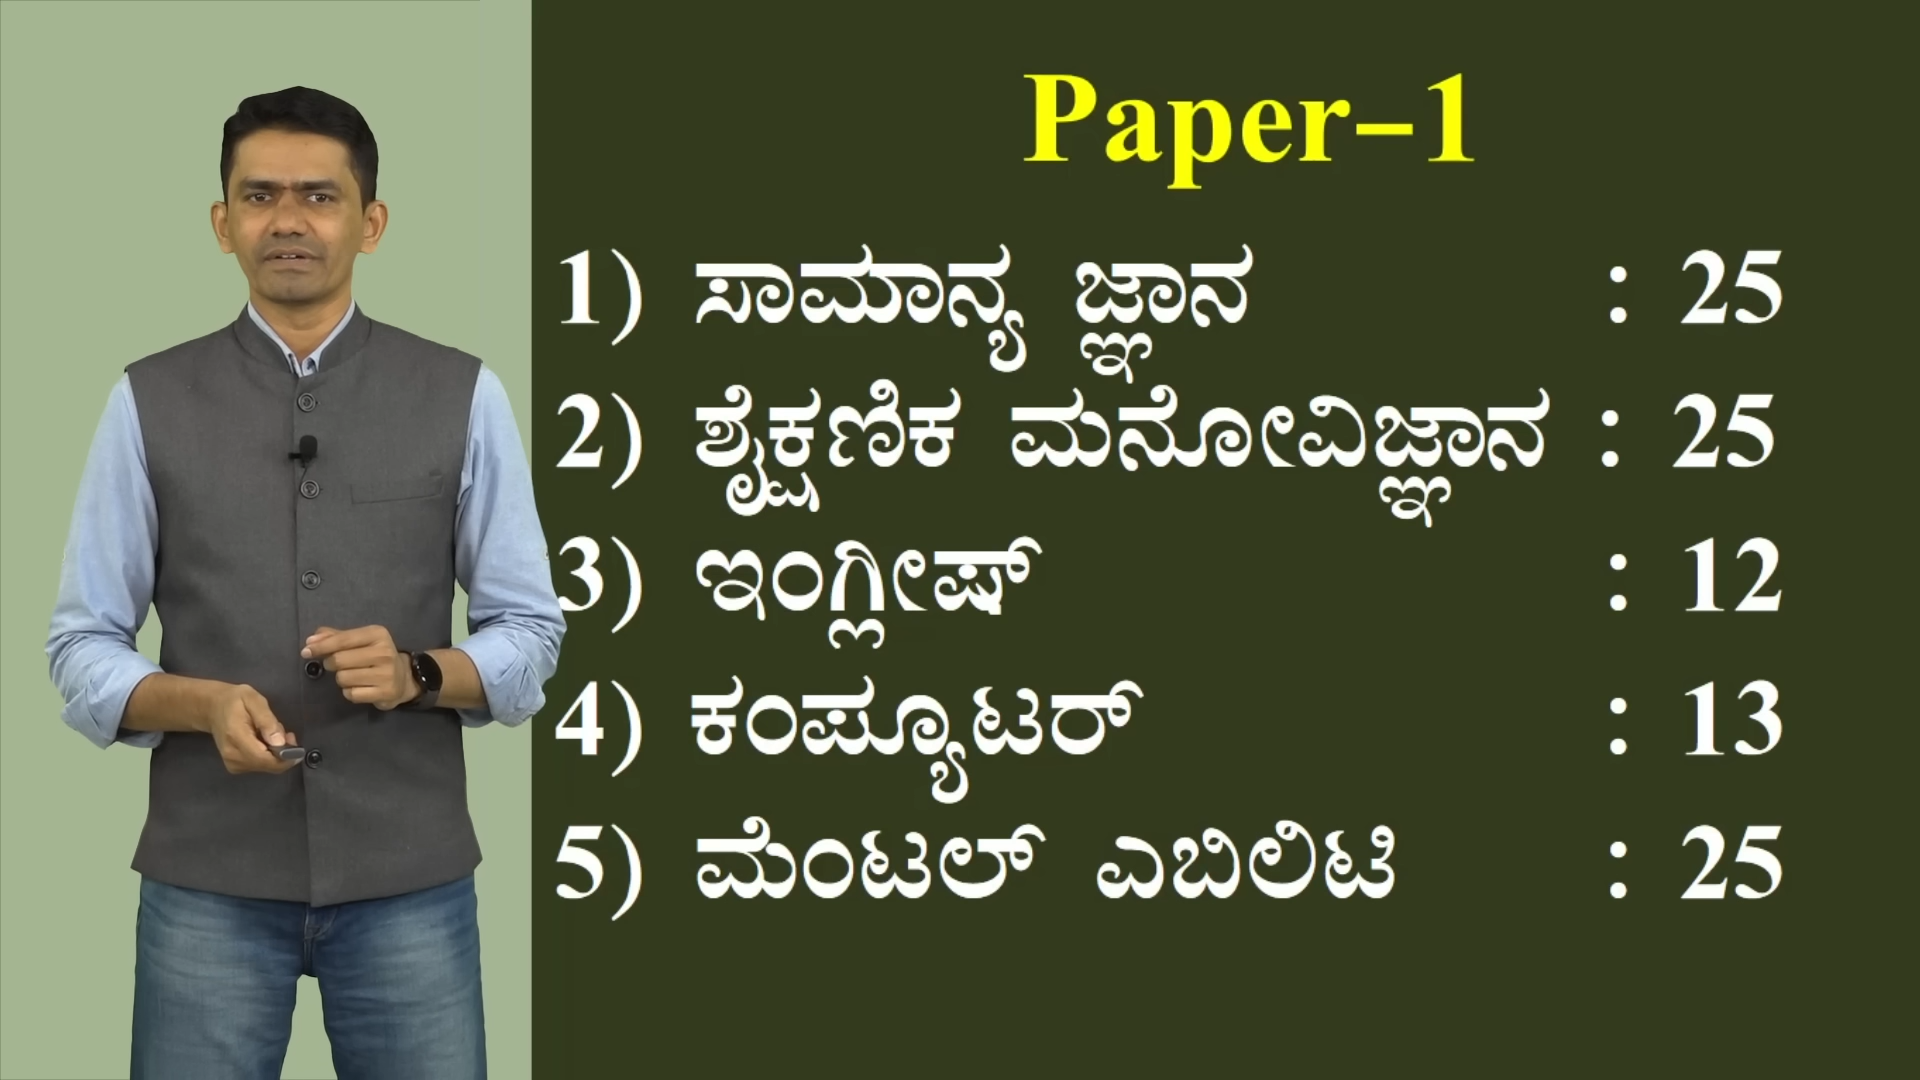 Paper-1
1) ಸಾಮಾನ್ಯ ಜ್ಞಾನ : 25
2) ಶೈಕ್ಷಣಿಕ ಮನೋವಿಜ್ಞಾನ : 25
3) ಇಂಗ್ಲೀಷ್ : 12
4) ಕಂಪ್ಯೂಟರ್ : 13
5) ಮೆಂಟಲ್ ಎಬಿಲಿಟಿ : 25